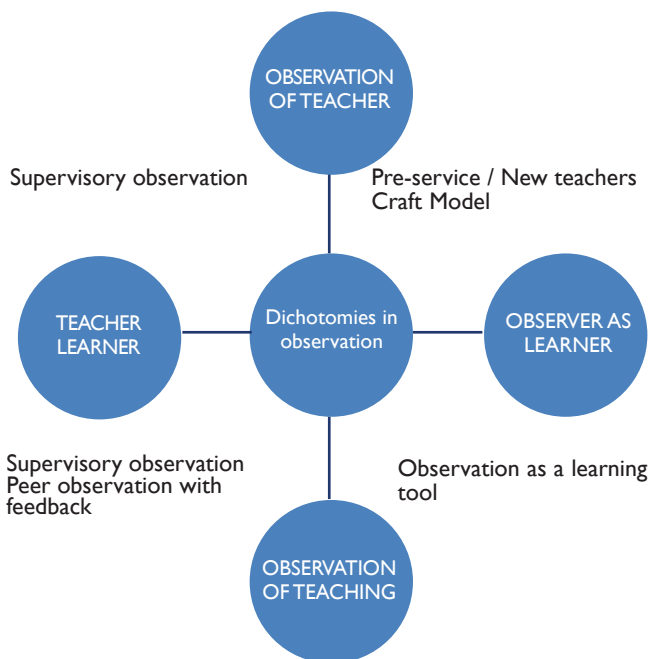 OBSERVATION
OF TEACHER
Supervisory observation
Pre-service / New teachers
Craft Model
TEACHER
LEARNER
Dichotomies in
observation
OBSERVER AS
LEARNER
Supervisory observation
Peer observation with
feedback
Observation as a learning
tool
OBSERVATION
OF TEACHING